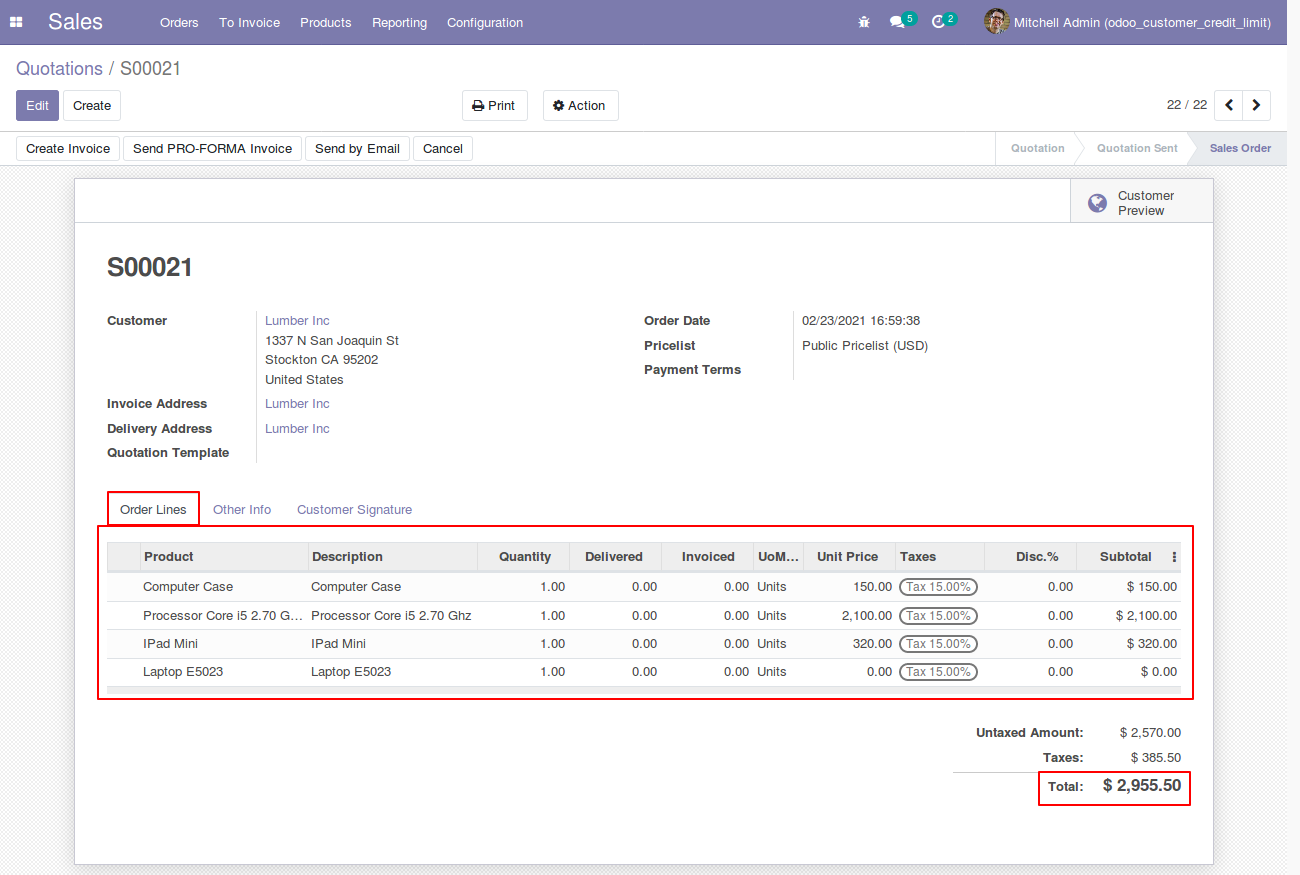 Sales Orders To Invoice Products Reporting Configuration 5 2 Mitchell Admin (odoo_customer_credit_limit)
Quotations / S00021
Edit Create Print Action 22 / 22
Create Invoice Send PRO-FORMA Invoice Send by Email Cancel Quotation Quotation Sent Sales Order
Customer
Preview
S00021
Customer Lumber Inc Order Date 02/23/2021 16:59:38
1337 N San Joaquin St
Pricelist Public Pricelist (USD)
Stockton CA 95202
Payment Terms
United States
Invoice Address Lumber Inc
Delivery Address Lumber Inc
Quotation Template
Order Lines Other Info Customer Signature
Product Description Quantity Delivered Invoiced UoM... Unit Price Taxes Disc.% Subtotal
Computer Case Computer Case 1.00 0.00 0.00 Units 150.00 Tax 15.00% 0.00 $ 150.00
Processor Core i5 2.70 G... Processor Core i5 2.70 Ghz 1.00 0.00 0.00 Units 2,100.00 Tax 15.00% 0.00 $ 2,100.00
IPad Mini IPad Mini 1.00 0.00 0.00 Units 320.00 Tax 15.00% 0.00 $ 320.00
Laptop E5023 Laptop E5023 1.00 0.00 0.00 Units 0.00 Tax 15.00% 0.00 $ 0.00
Untaxed Amount: $ 2,570.00
Taxes: $ 385.50
Total: $ 2,955.50